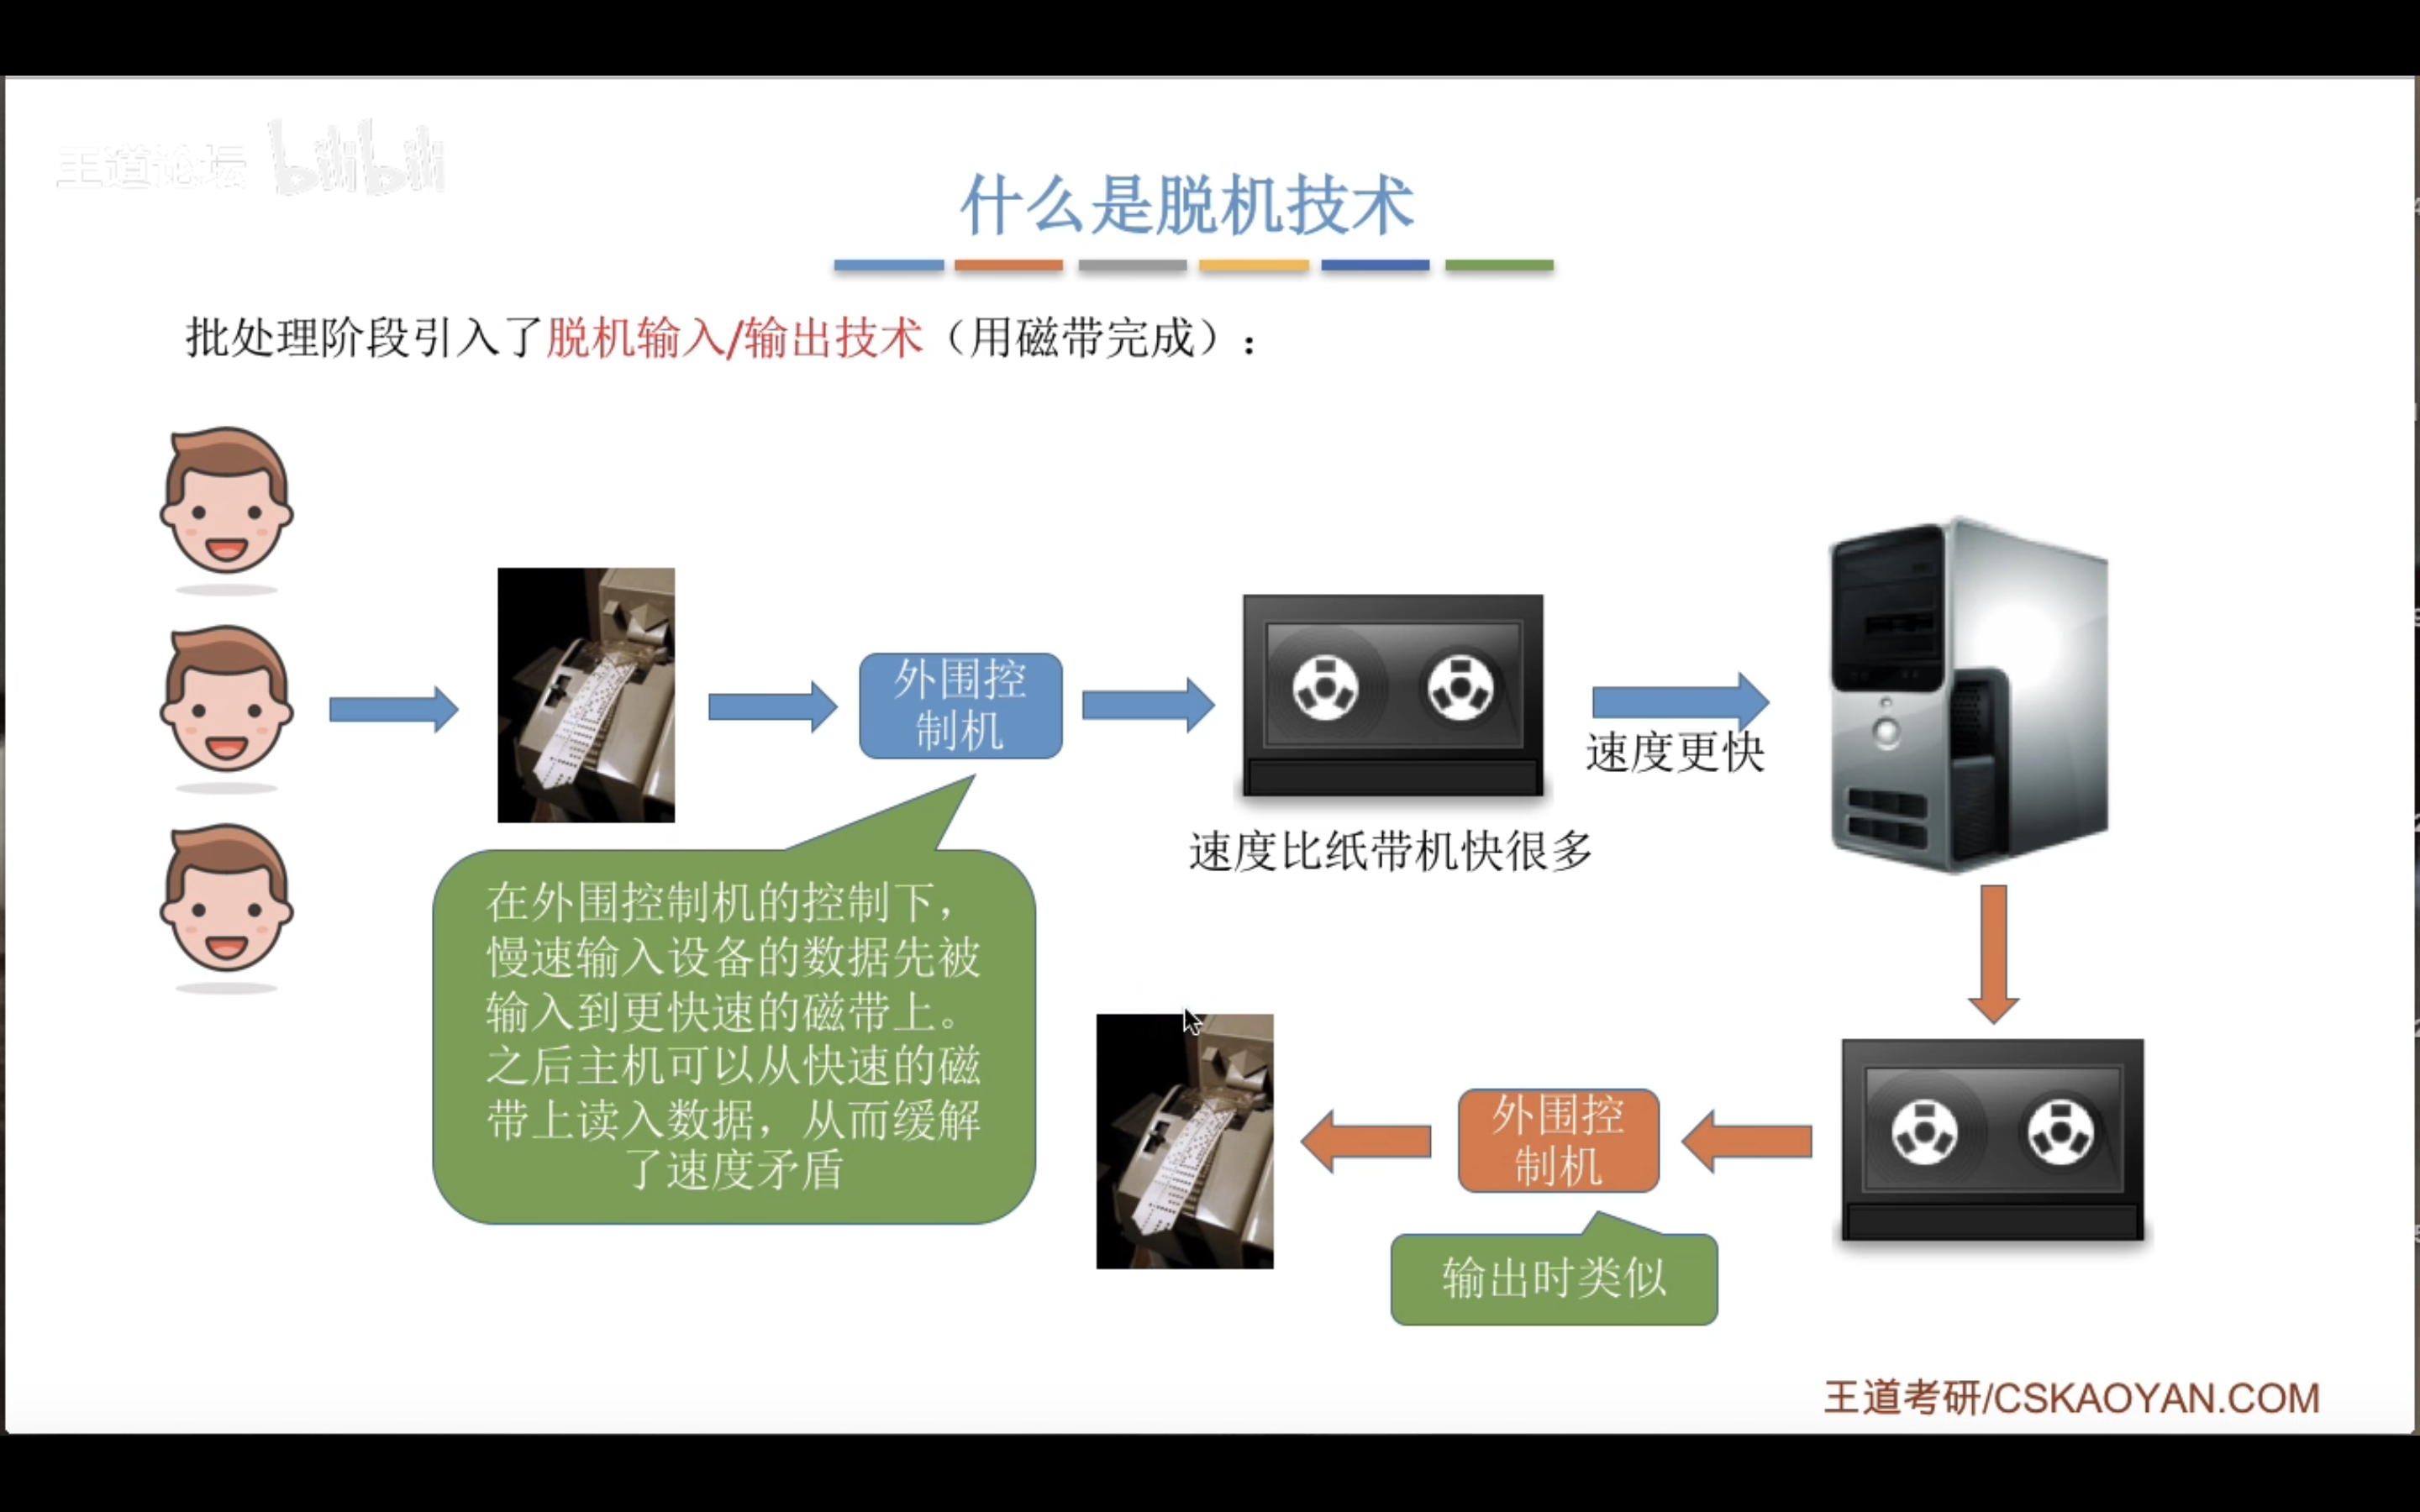 王道论坛 bilibili
什么是脱机技术
批处理阶段引入了脱机输入/输出技术（用磁带完成）：
外围控
制机
速度更快
速度比纸带机快很多
在外围控制机的控制下，
慢速输入设备的数据先被
输入到更快速的磁带上。
之后主机可以从快速的磁
带上读入数据，从而缓解
了速度矛盾
外围控
制机
输出时类似
王道考研/CSKAOYAN.COM